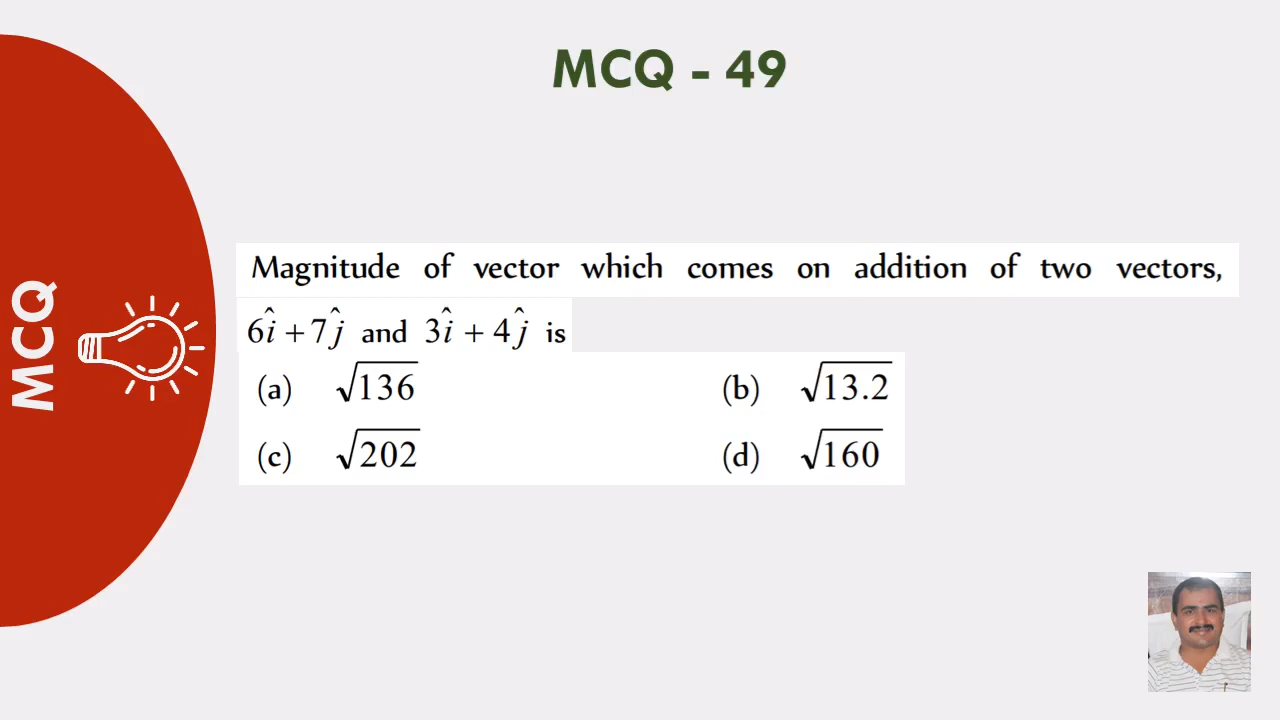 MCQ - 49
MCQ
Magnitude of vector which comes on addition of two vectors,
6î + 7ĵ and 3î + 4ĵ is
(a) √136 (b) √13.2
(c) √202 (d) √160